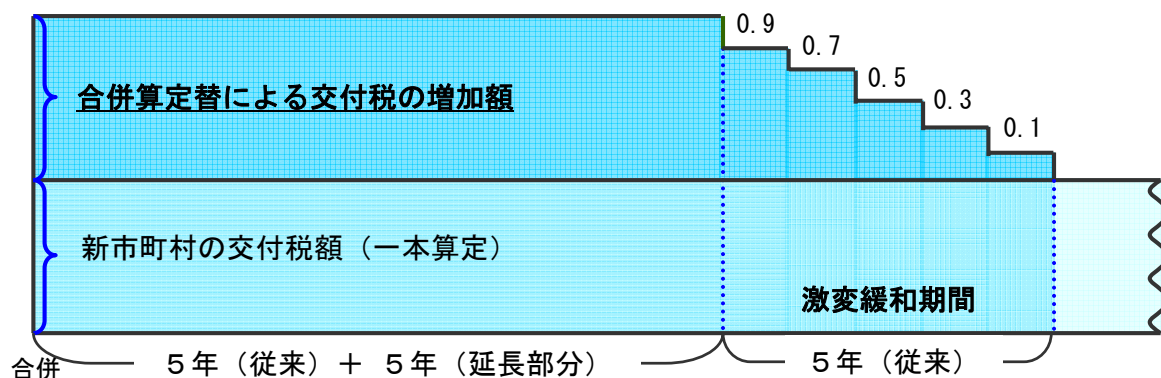 0.9
0.7
0.5
0.3
0.1
合併算定替による交付税の増加額
新市町村の交付税額（一本算定）
激変緩和期間
合併
５年（従来）＋ ５年（延長部分）
５年（従来）